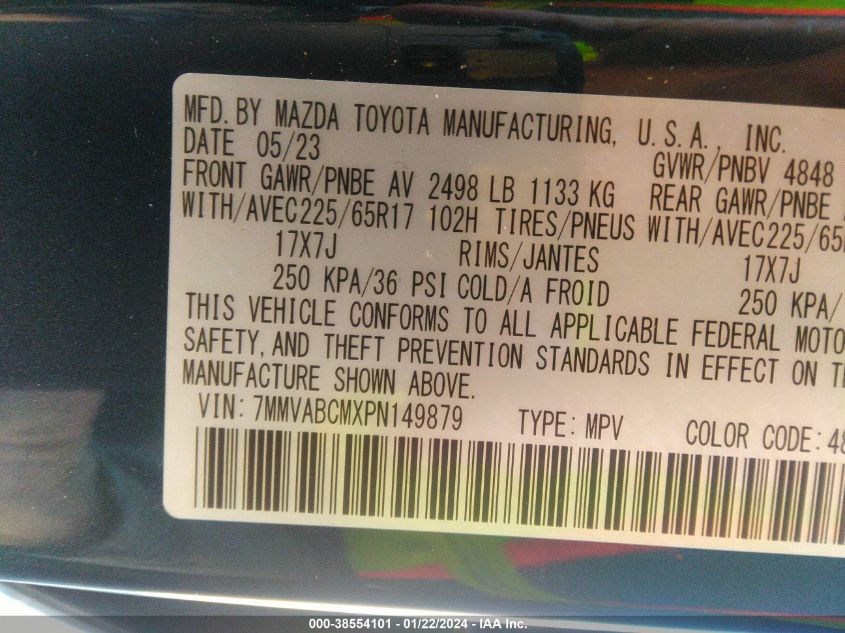 MFD. BY MAZDA TOYOTA MANUFACTURING, U.S.A. INC.
DATE 05/23 GVWR/PNBV 4848
FRONT GAWR/PNBE AV 2498 LB 1133 KG REAR GAWR/PNBE
WITH/AVEC225/65R17 102H TIRES/PNEUS WITH/AVEC225/65
17X7J RIMS/JANTES 17X7J
250 KPA/36 PSI COLD/A FROID 250 KPA/
THIS VEHICLE CONFORMS TO ALL APPLICABLE FEDERAL MOTO
SAFETY, AND THEFT PREVENTION STANDARDS IN EFFECT ON
MANUFACTURE SHOWN ABOVE.
VIN: 7MMVABCMXPN149879 TYPE: MPV COLOR CODE:48
000-38554101 - 01/22/2024 - IAA Inc.